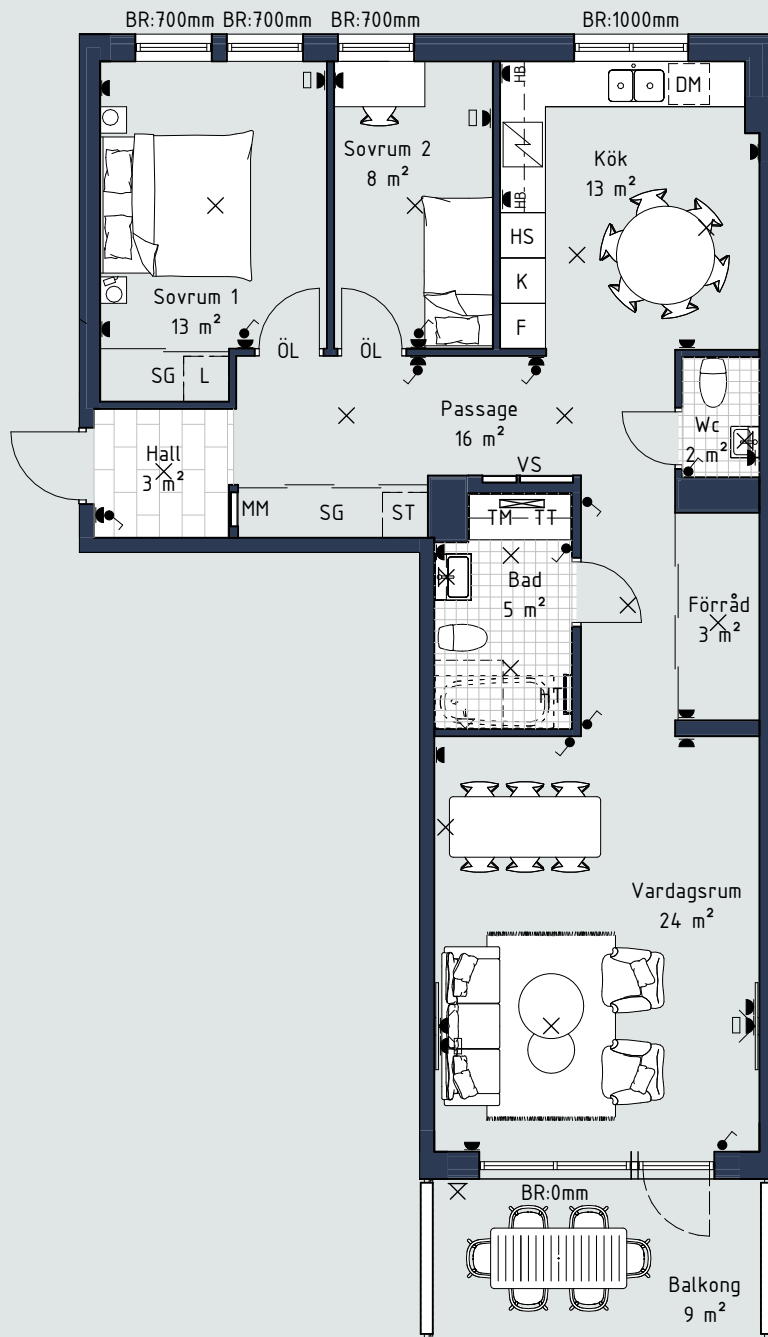 BR:700mm BR:700mm BR:700mm BR:1000mm
HB
DM
Sovrum 2
8 m²
Kök
13 m²
HB
HS
K
F
Sovrum 1
13 m²
ÖL ÖL
SG L
Passage
16 m²
Wc
2 m²
Hall
3 m²
VS
MM SG ST
TM TT
Bad
5 m²
Förråd
3 m²
HT
Vardagsrum
24 m²
BR:0mm
Balkong
9 m²